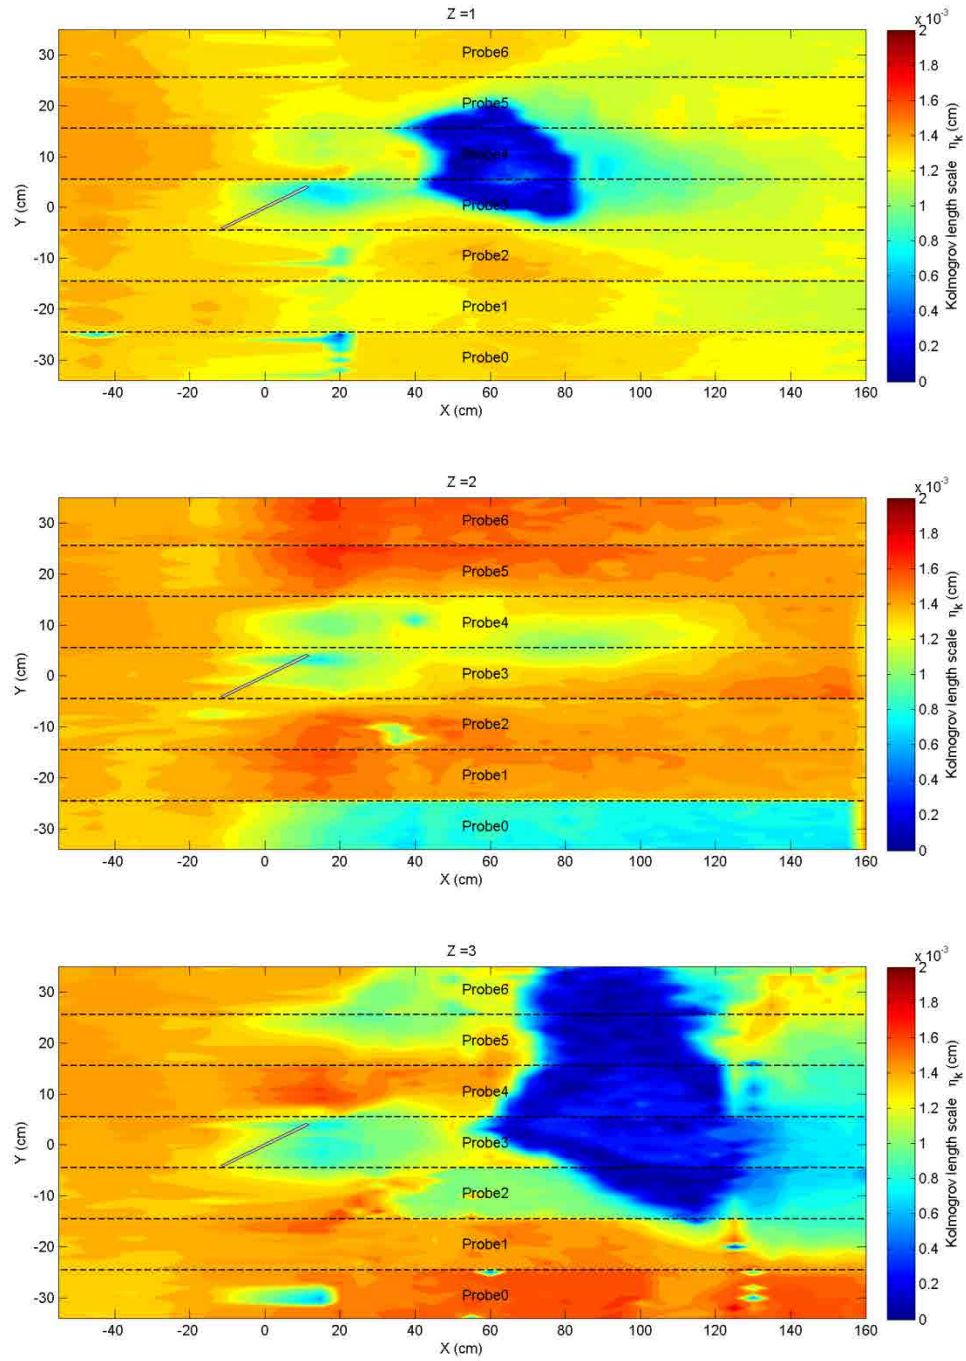 Z =1
x 10⁻³
Probe6
Probe5
Probe4
Probe3
Probe2
Probe1
Probe0
30
20
10
0
-10
-20
-30
Y (cm)
-40
-20
0
20
40
60
80
100
120
140
160
X (cm)
2
1.8
1.6
1.4
1.2
1
0.8
0.6
0.4
0.2
0
Kolmogrov length scale ηk (cm)
Z =2
x 10⁻³
Probe6
Probe5
Probe4
Probe3
Probe2
Probe1
Probe0
30
20
10
0
-10
-20
-30
Y (cm)
-40
-20
0
20
40
60
80
100
120
140
160
X (cm)
2
1.8
1.6
1.4
1.2
1
0.8
0.6
0.4
0.2
0
Kolmogrov length scale ηk (cm)
Z =3
x 10⁻³
Probe6
Probe5
Probe4
Probe3
Probe2
Probe1
Probe0
30
20
10
0
-10
-20
-30
Y (cm)
-40
-20
0
20
40
60
80
100
120
140
160
X (cm)
2
1.8
1.6
1.4
1.2
1
0.8
0.6
0.4
0.2
0
Kolmogrov length scale ηk (cm)